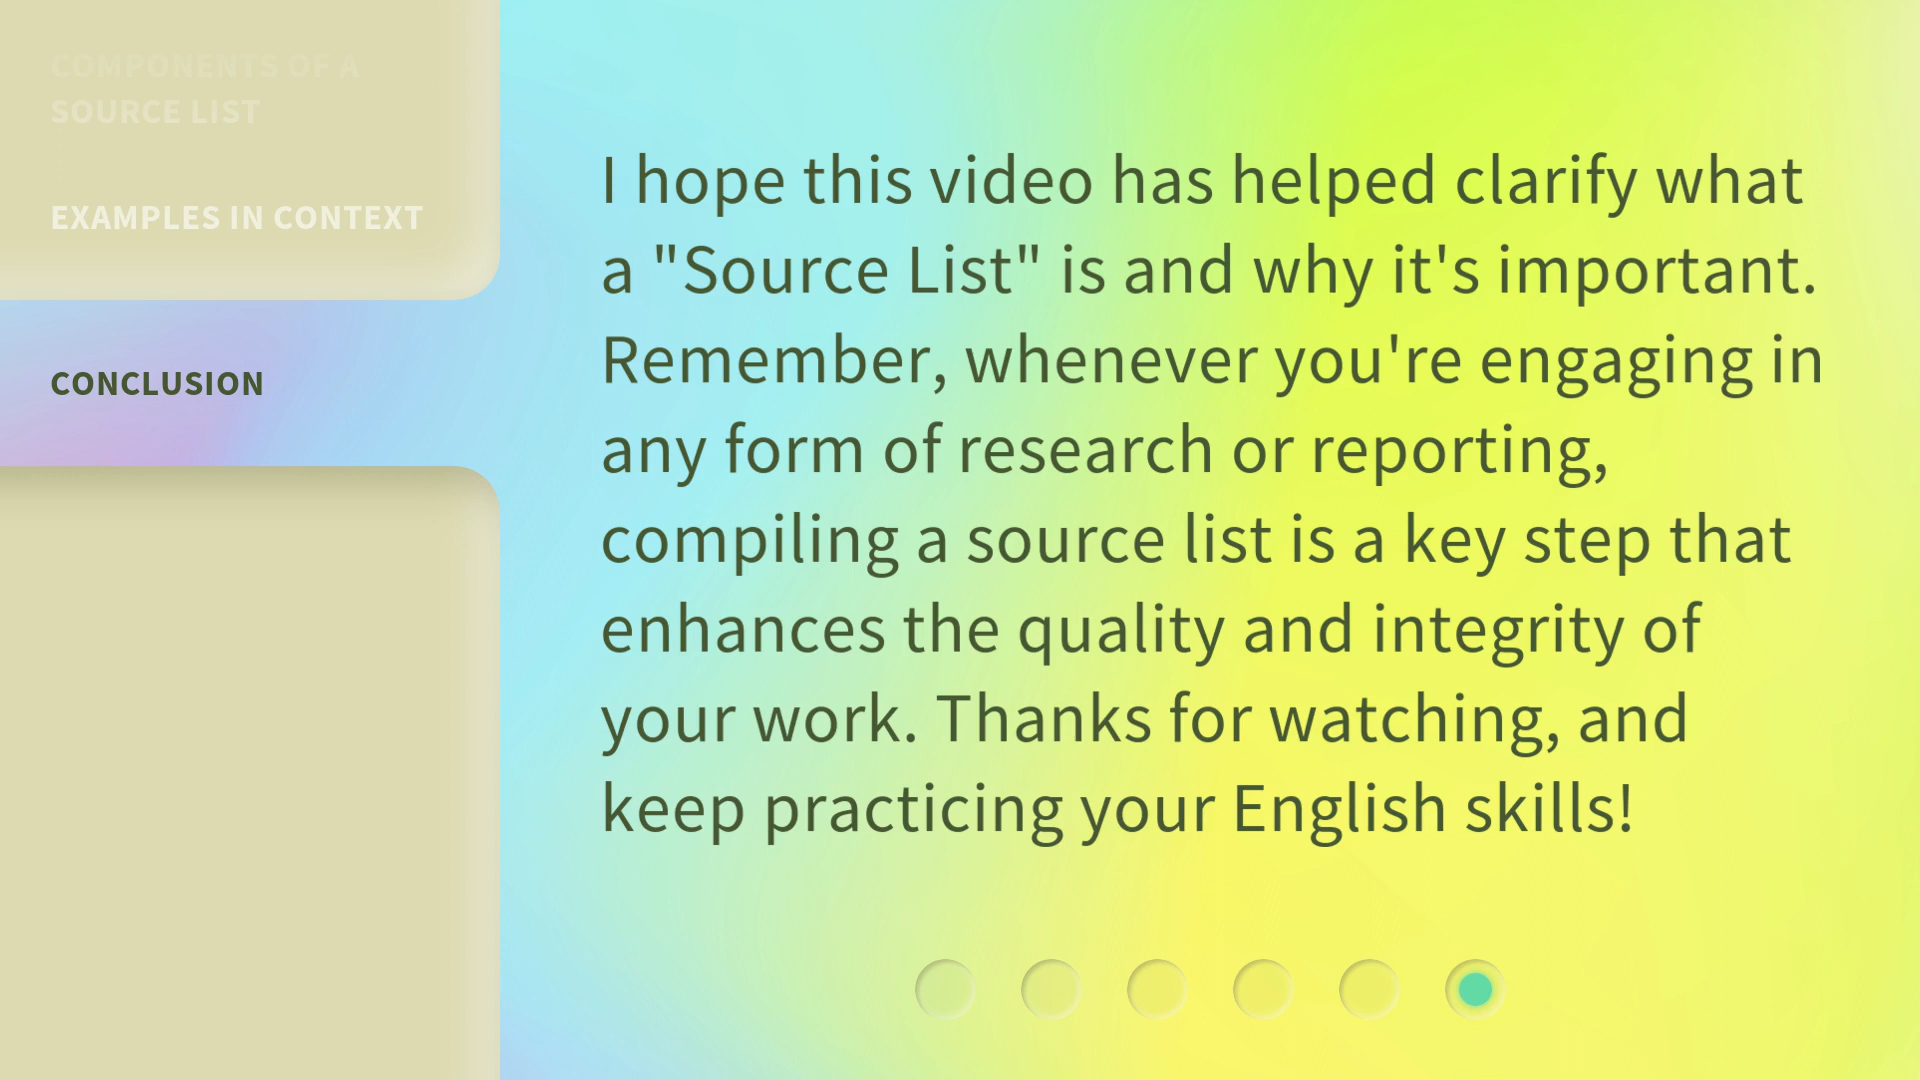 COMPONENTS OF A
SOURCE LIST
EXAMPLES IN CONTEXT
CONCLUSION
I hope this video has helped clarify what
a "Source List" is and why it's important.
Remember, whenever you're engaging in
any form of research or reporting,
compiling a source list is a key step that
enhances the quality and integrity of
your work. Thanks for watching, and
keep practicing your English skills!